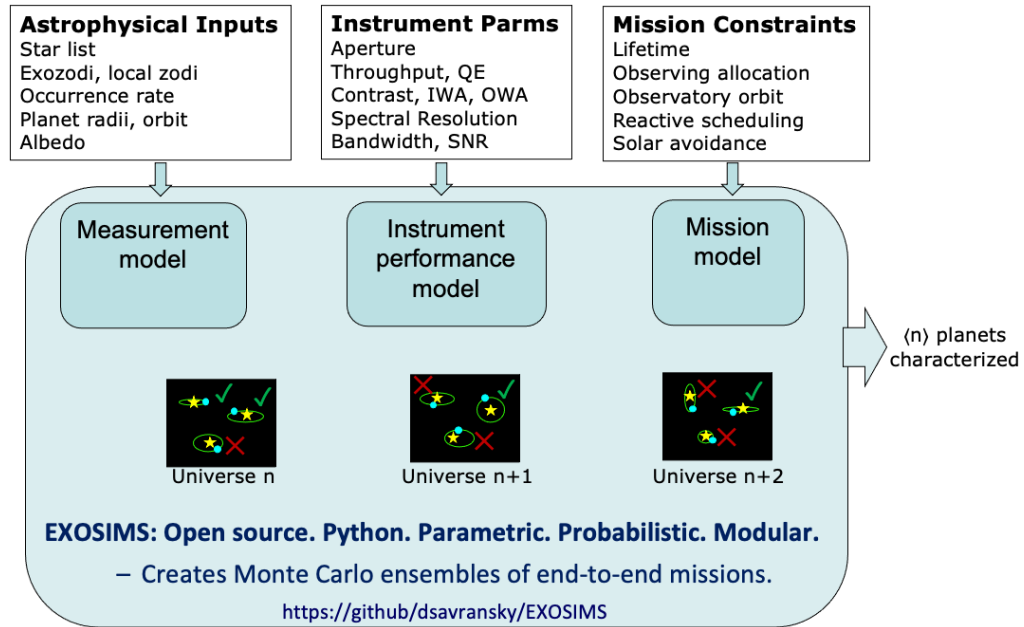 Astrophysical Inputs
Star list
Exozodi, local zodi
Occurrence rate
Planet radii, orbit
Albedo
Instrument Parms
Aperture
Throughput, QE
Contrast, IWA, OWA
Spectral Resolution
Bandwidth, SNR
Mission Constraints
Lifetime
Observing allocation
Observatory orbit
Reactive scheduling
Solar avoidance
Measurement
model
Instrument
performance
model
Mission
model
⟨n⟩ planets
characterized
Universe n
Universe n+1
Universe n+2
EXOSIMS: Open source. Python. Parametric. Probabilistic. Modular.
– Creates Monte Carlo ensembles of end-to-end missions.
https://github/dsavransky/EXOSIMS